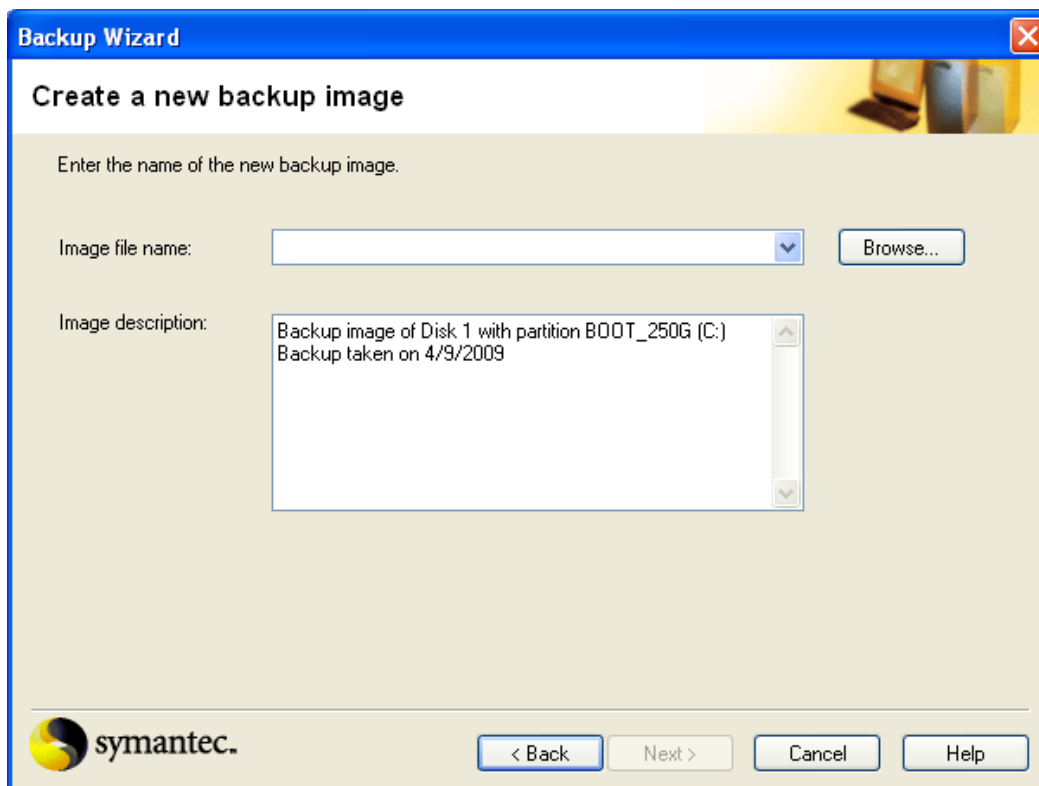 Backup Wizard
Create a new backup image
Enter the name of the new backup image.
Image file name:
Browse...
Image description:
Backup image of Disk 1 with partition BOOT_250G (C:)
Backup taken on 4/9/2009
symantec.
< Back Next > Cancel Help